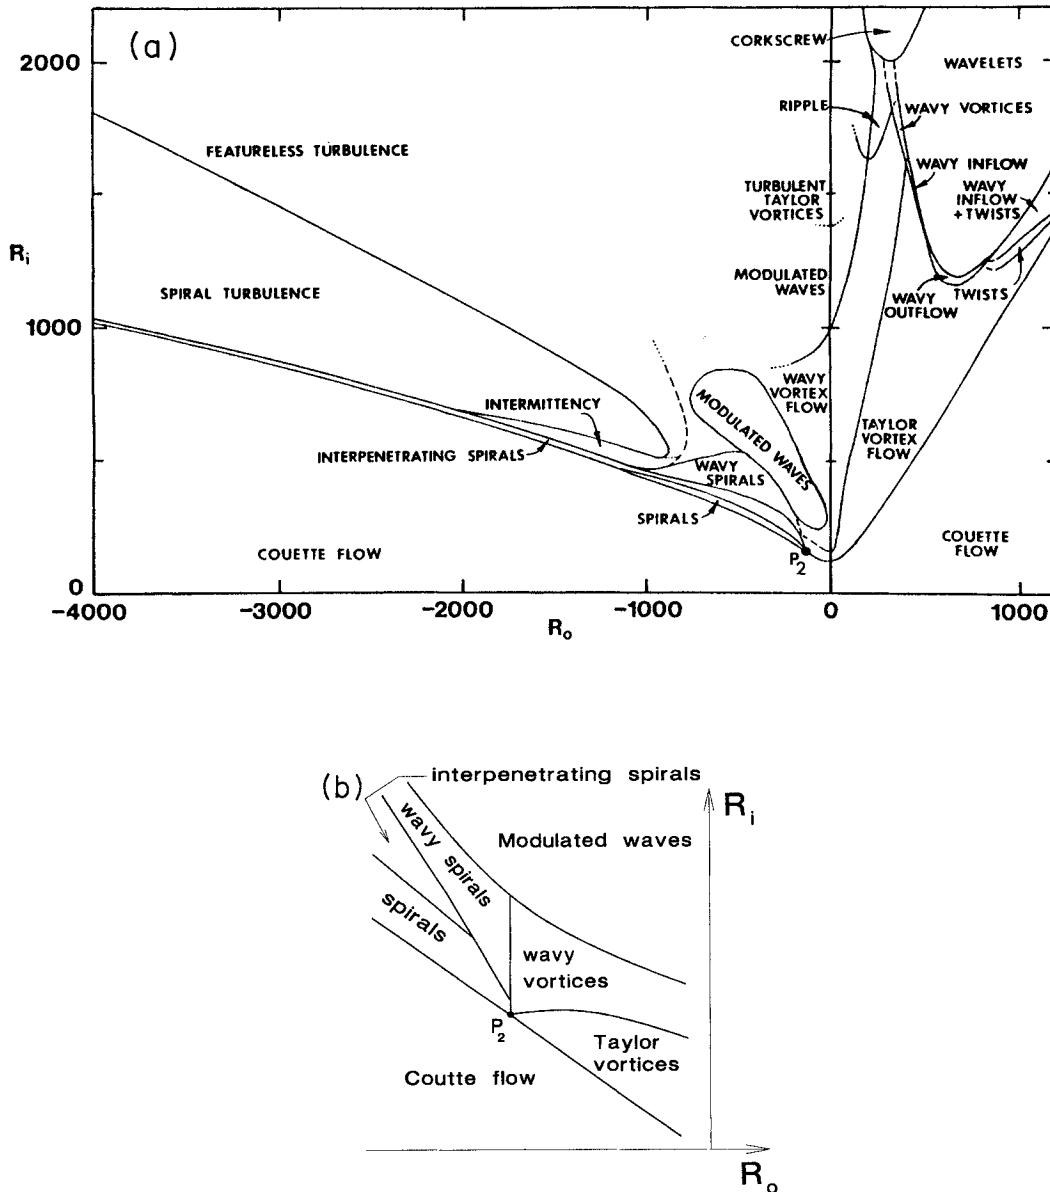 (a)
CORKSCREW
2000
WAVELETS
RIPPLE
WAVY VORTICES
FEATURELESS TURBULENCE
WAVY INFLOW
TURBULENT
TAYLOR
VORTICES
WAVY
INFLOW
+ TWISTS
Ri
MODULATED
WAVES
SPIRAL TURBULENCE
WAVY
OUTFLOW
TWISTS
1000
WAVY
VORTEX
FLOW
MODULATED WAVES
INTERMITTENCY
TAYLOR
VORTEX
FLOW
INTERPENETRATING SPIRALS
WAVY
SPIRALS
SPIRALS
COUETTE FLOW
COUETTE
FLOW
P2
0
-4000
-3000
-2000
-1000
0
1000
Ro
(b)
interpenetrating spirals
Ri
wavy spirals
Modulated waves
spirals
wavy
vortices
P2
Taylor
vortices
Coutte flow
Ro